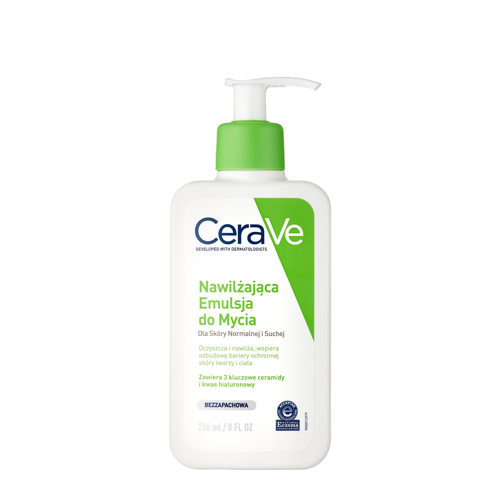 CeraVe
DEVELOPED WITH DERMATOLOGISTS
Nawilżająca
Emulsja
do Mycia
Dla Skóry Normalnej i Suchej
Oczyszcza i nawilża, wspiera
odbudowę bariery ochronnej
skóry twarzy i ciała
Zawiera 3 kluczowe ceramidy
i kwas hialuronowy
BEZZAPACHOWA
236 ml / 8 FL OZ
Eczema